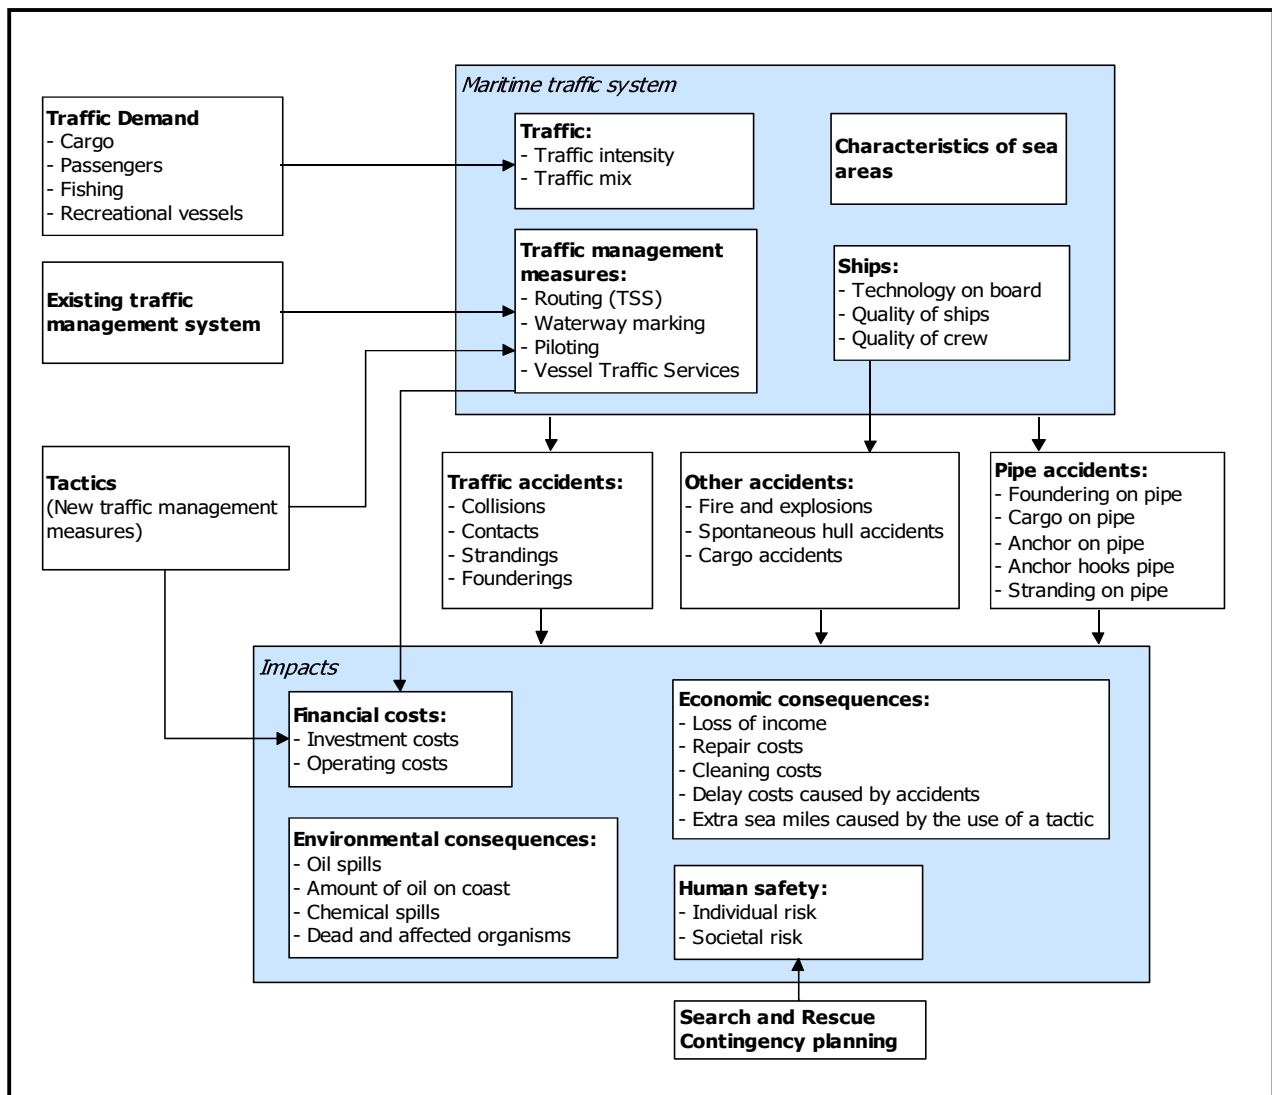 Maritime traffic system
Traffic Demand
- Cargo
- Passengers
- Fishing
- Recreational vessels
Traffic:
- Traffic intensity
- Traffic mix
Characteristics of sea
areas
Existing traffic
management system
Traffic management
measures:
- Routing (TSS)
- Waterway marking
- Piloting
- Vessel Traffic Services
Ships:
- Technology on board
- Quality of ships
- Quality of crew
Tactics
(New traffic management
measures)
Traffic accidents:
- Collisions
- Contacts
- Strandings
- Founderings
Other accidents:
- Fire and explosions
- Spontaneous hull accidents
- Cargo accidents
Pipe accidents:
- Foundering on pipe
- Cargo on pipe
- Anchor on pipe
- Anchor hooks pipe
- Stranding on pipe
Impacts
Financial costs:
- Investment costs
- Operating costs
Economic consequences:
- Loss of income
- Repair costs
- Cleaning costs
- Delay costs caused by accidents
- Extra sea miles caused by the use of a tactic
Environmental consequences:
- Oil spills
- Amount of oil on coast
- Chemical spills
- Dead and affected organisms
Human safety:
- Individual risk
- Societal risk
Search and Rescue
Contingency planning